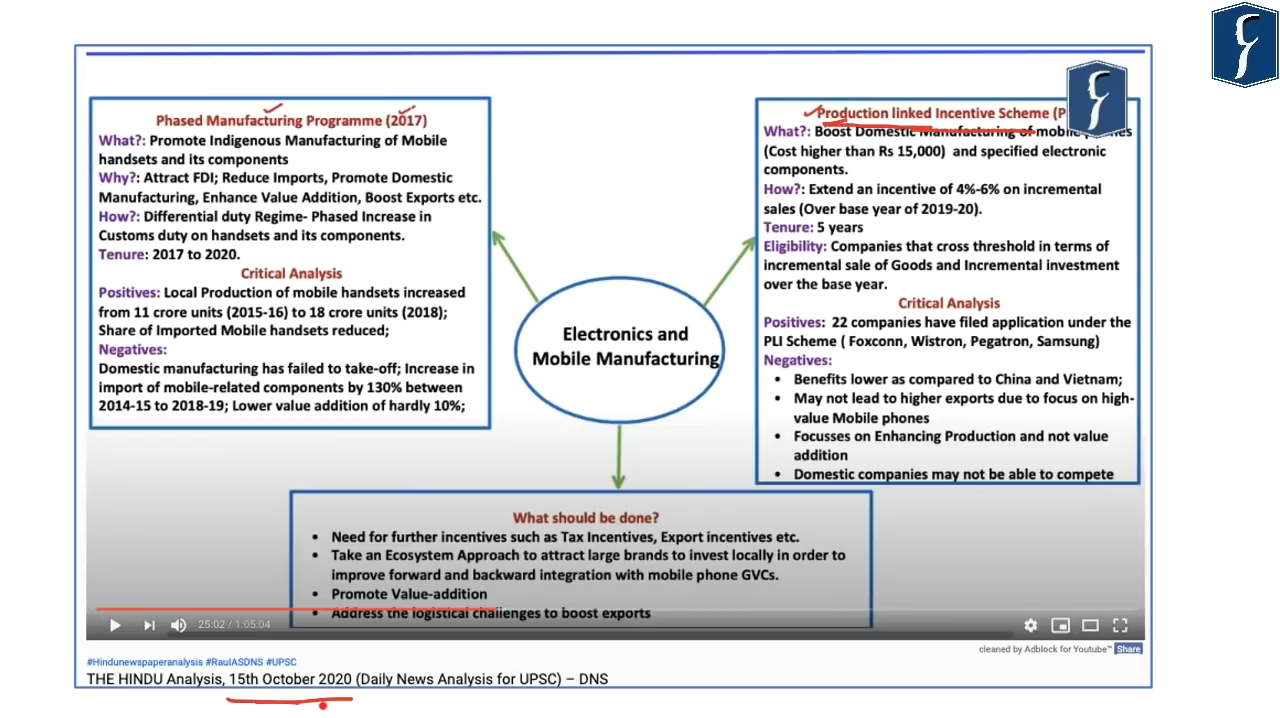 Phased Manufacturing Programme (2017)
What?: Promote Indigenous Manufacturing of Mobile
handsets and its components
Why?: Attract FDI; Reduce Imports, Promote Domestic
Manufacturing, Enhance Value Addition, Boost Exports etc.
How?: Differential duty Regime- Phased Increase in
Customs duty on handsets and its components.
Tenure: 2017 to 2020.
Critical Analysis
Positives: Local Production of mobile handsets increased
from 11 crore units (2015-16) to 18 crore units (2018);
Share of Imported Mobile handsets reduced;
Negatives:
Domestic manufacturing has failed to take-off; Increase in
import of mobile-related components by 130% between
2014-15 to 2018-19; Lower value addition of hardly 10%;
Electronics and
Mobile Manufacturing
Production linked Incentive Scheme (P
What?: Boost Domestic Manufacturing of mobile phones
(Cost higher than Rs 15,000) and specified electronic
components.
How?: Extend an incentive of 4%-6% on incremental
sales (Over base year of 2019-20).
Tenure: 5 years
Eligibility: Companies that cross threshold in terms of
incremental sale of Goods and Incremental investment
over the base year.
Critical Analysis
Positives: 22 companies have filed application under the
PLI Scheme ( Foxconn, Wistron, Pegatron, Samsung)
Negatives:
• Benefits lower as compared to China and Vietnam;
• May not lead to higher exports due to focus on high-
value Mobile phones
• Focusses on Enhancing Production and not value
addition
• Domestic companies may not be able to compete
What should be done?
• Need for further incentives such as Tax Incentives, Export incentives etc.
• Take an Ecosystem Approach to attract large brands to invest locally in order to
improve forward and backward integration with mobile phone GVCs.
• Promote Value-addition
• Address the logistical challenges to boost exports
25:02 / 1:05:04
cleaned by Adblock for Youtube™ Share
#Hindunewspaperanalysis #RauIASDNS #UPSC
THE HINDU Analysis, 15th October 2020 (Daily News Analysis for UPSC) – DNS